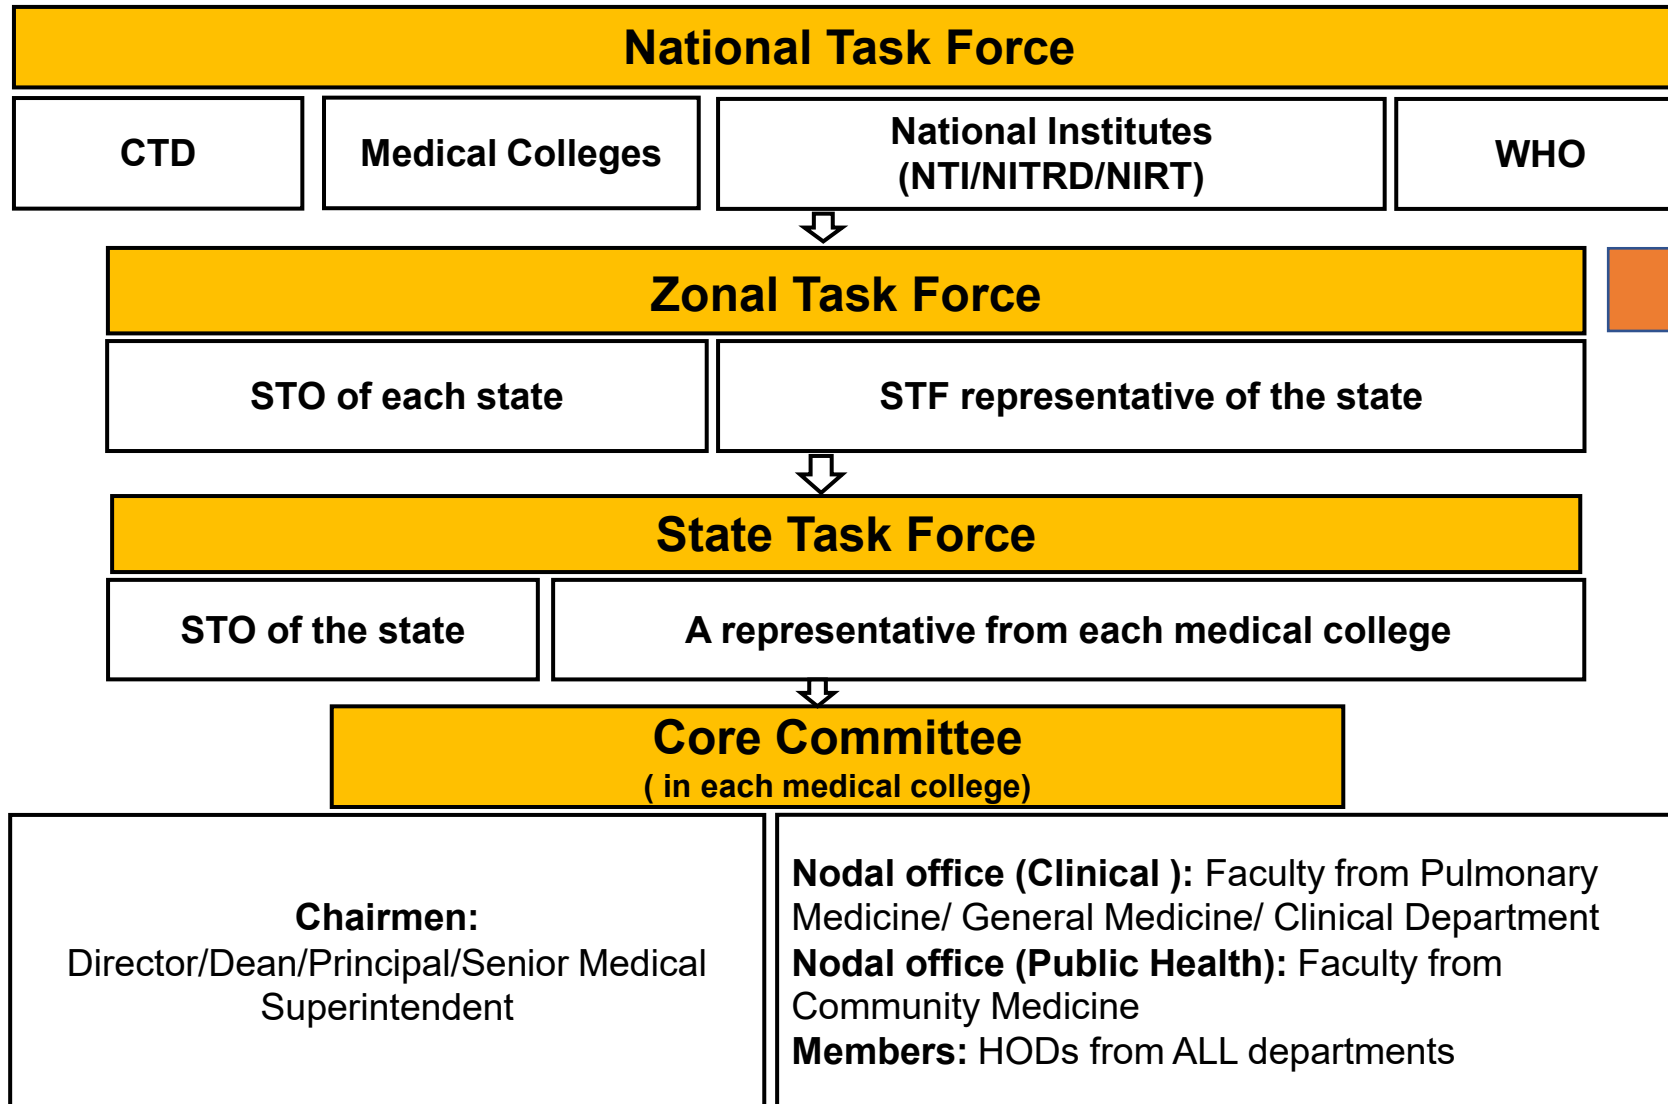 National Task Force
CTD
Medical Colleges
National Institutes
(NTI/NITRD/NIRT)
WHO
Zonal Task Force
STO of each state
STF representative of the state
State Task Force
STO of the state
A representative from each medical college
Core Committee
( in each medical college)
Chairmen:
Director/Dean/Principal/Senior Medical
Superintendent
Nodal office (Clinical ): Faculty from Pulmonary
Medicine/ General Medicine/ Clinical Department
Nodal office (Public Health): Faculty from
Community Medicine
Members: HODs from ALL departments